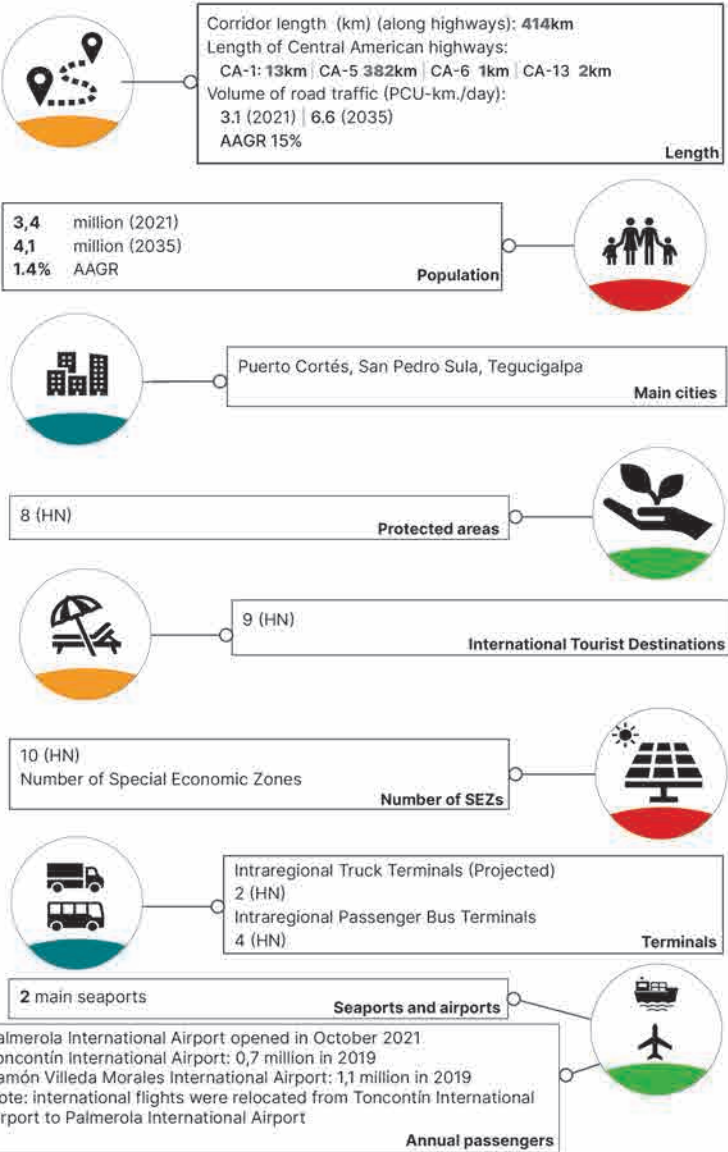 Corridor length (km) (along highways): 414km
Length of Central American highways:
CA-1: 13km | CA-5 382km | CA-6 1km | CA-13 2km
Volume of road traffic (PCU-km./day):
3.1 (2021) | 6.6 (2035)
AAGR 15%
Length
3,4 million (2021)
4,1 million (2035)
1.4% AAGR
Population
Puerto Cortés, San Pedro Sula, Tegucigalpa
Main cities
8 (HN)
Protected areas
9 (HN)
International Tourist Destinations
10 (HN)
Number of Special Economic Zones
Number of SEZs
Intraregional Truck Terminals (Projected)
2 (HN)
Intraregional Passenger Bus Terminals
4 (HN)
Terminals
2 main seaports
Seaports and airports
almerola International Airport opened in October 2021
oncontín International Airport: 0,7 million in 2019
amón Villeda Morales International Airport: 1,1 million in 2019
ote: international flights were relocated from Toncontín International
irport to Palmerola International Airport
Annual passengers